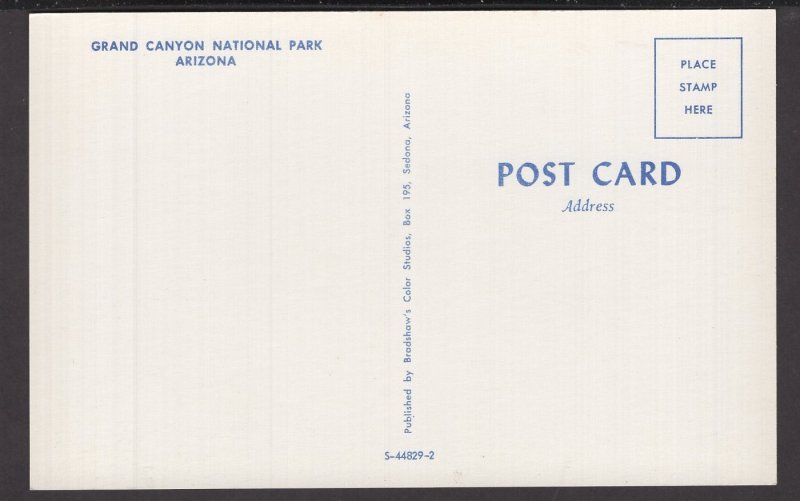 GRAND CANYON NATIONAL PARK
ARIZONA
Published by Bradshaw's Color Studios, Box 195, Sedona, Arizona
S-44829-2
PLACE
STAMP
HERE
POST CARD
Address